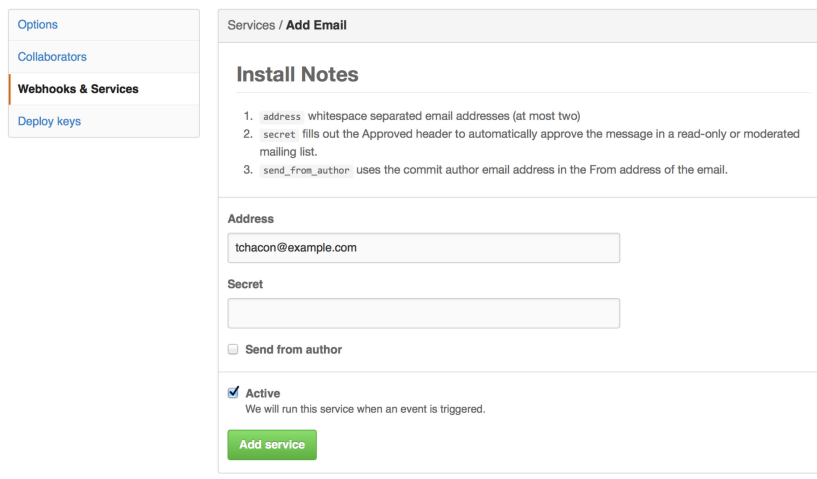 Options
Collaborators
Webhooks & Services
Deploy keys
Services / Add Email
Install Notes
1. address whitespace separated email addresses (at most two)
2. secret fills out the Approved header to automatically approve the message in a read-only or moderated
mailing list.
3. send_from_author uses the commit author email address in the From address of the email.
Address
tchacon@example.com
Secret
Send from author
Active
We will run this service when an event is triggered.
Add service